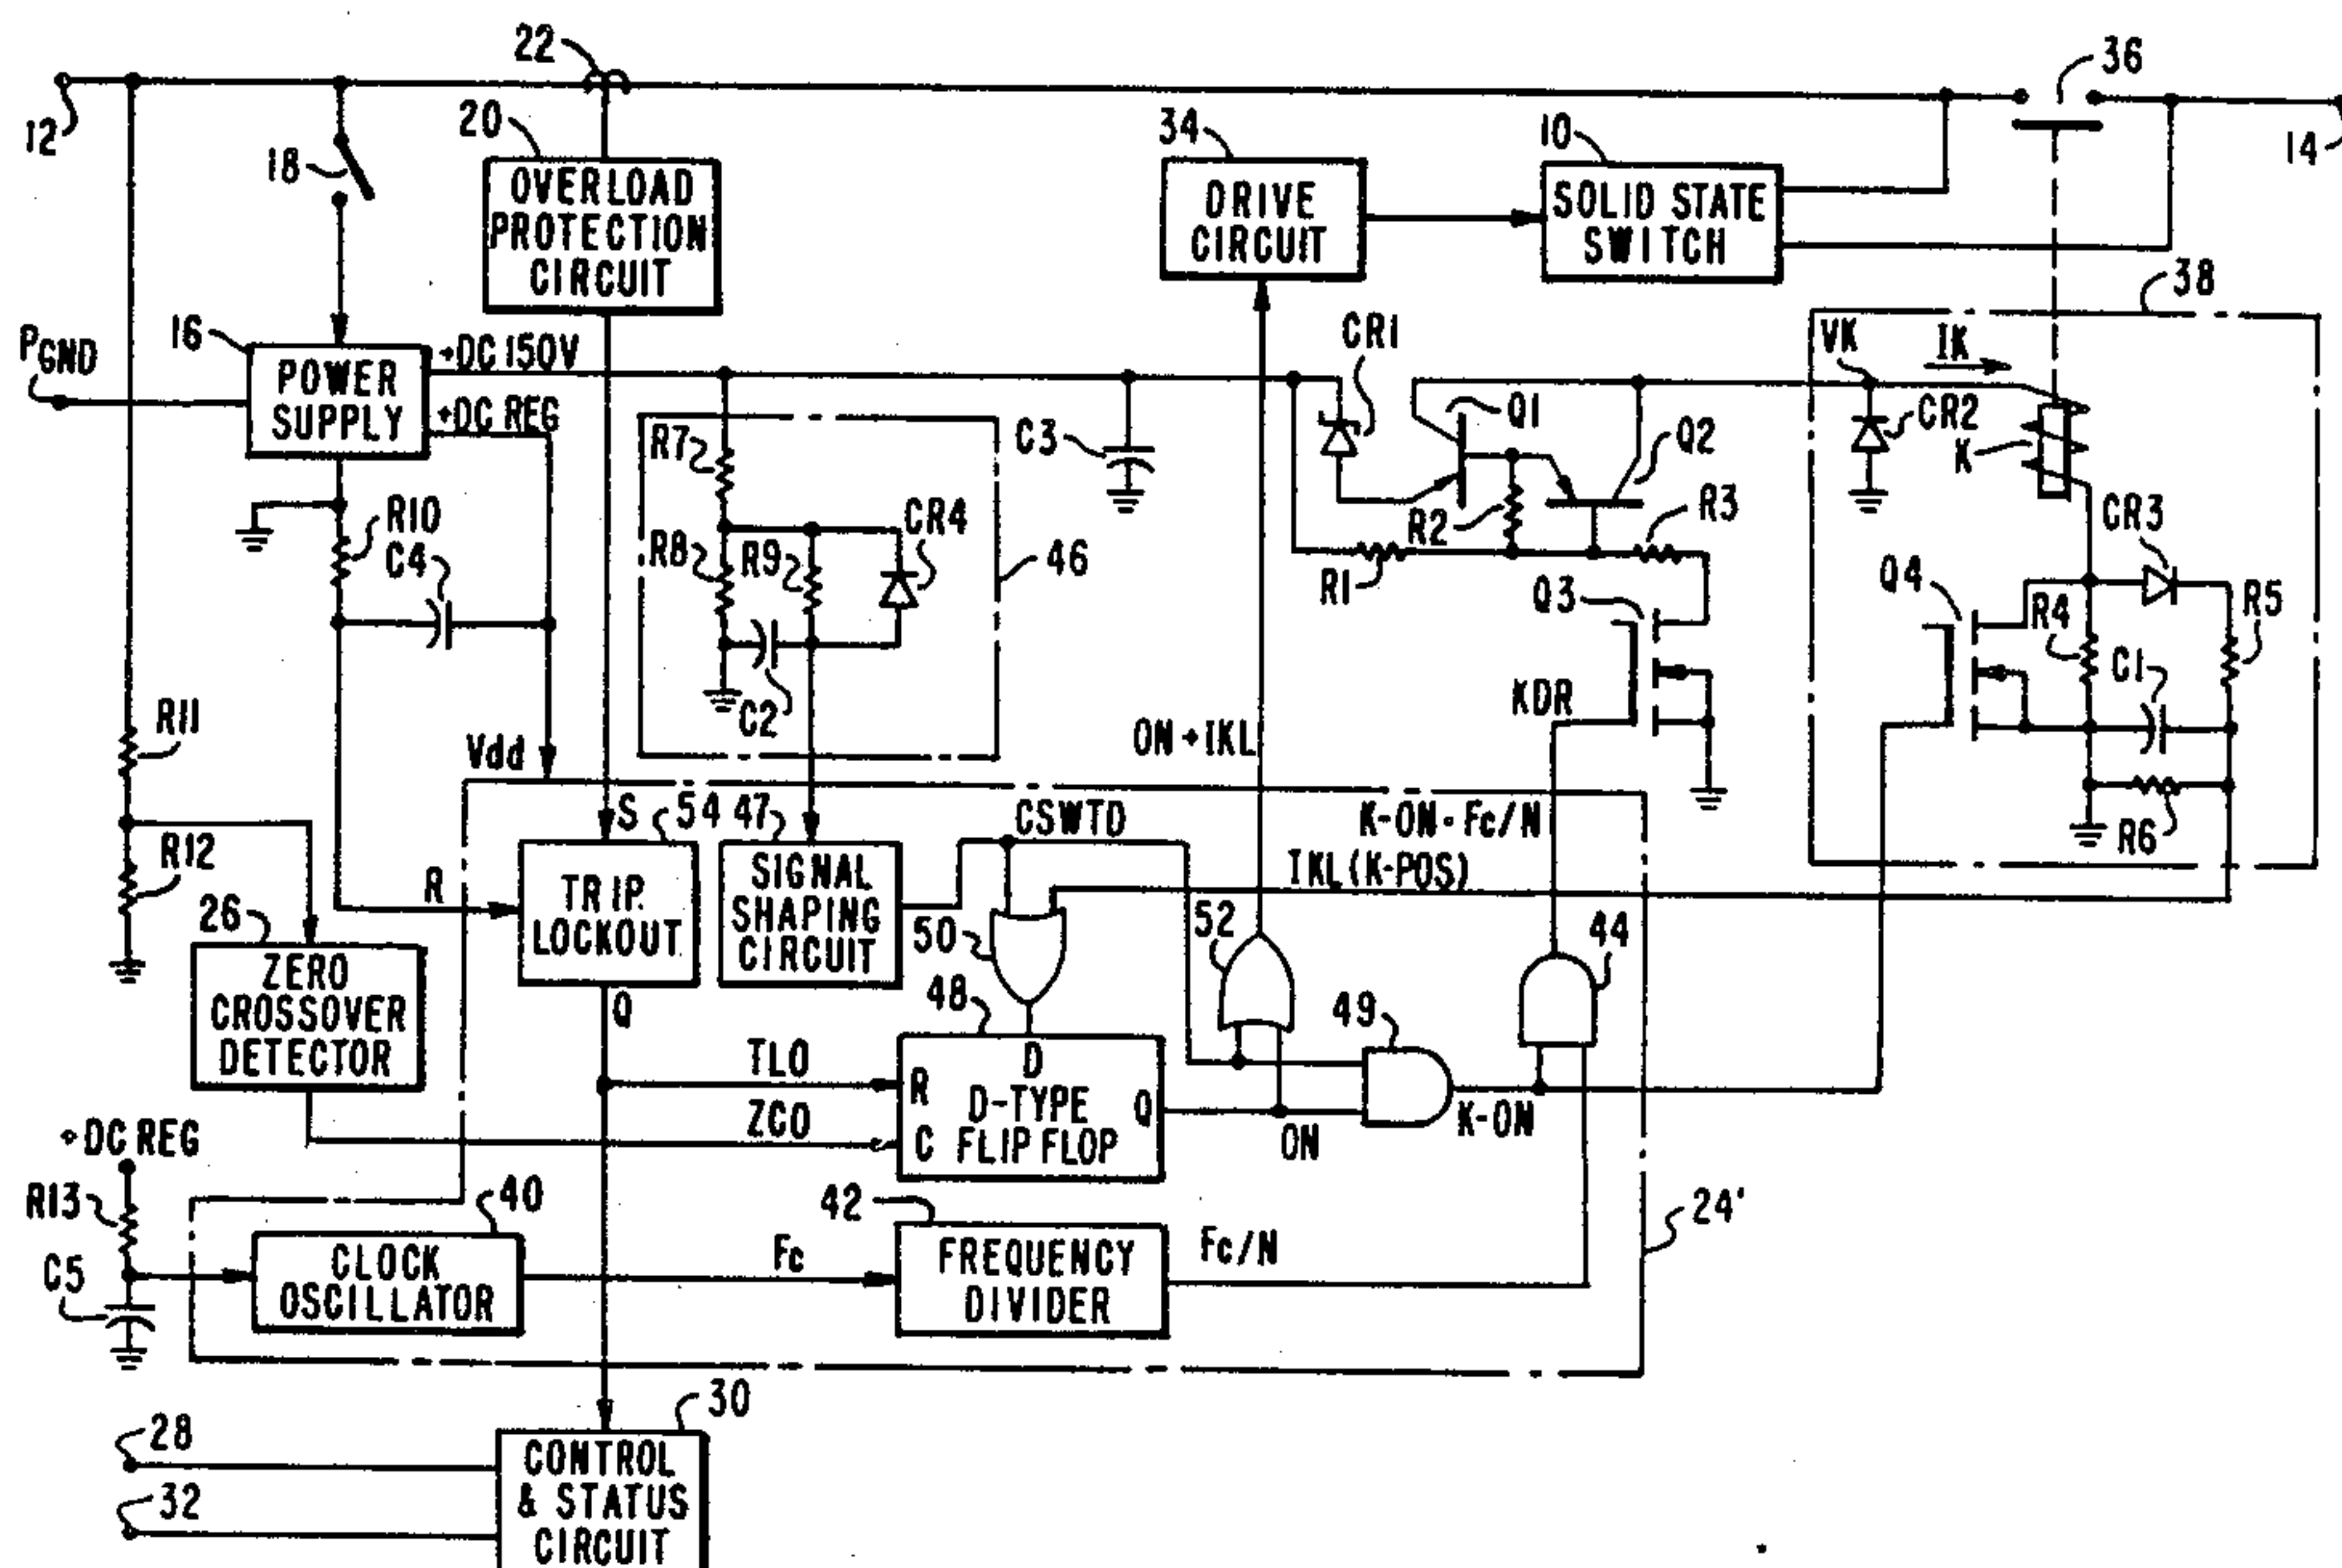 22
36
12
18
20
OVERLOAD
PROTECTION
CIRCUIT
34
DRIVE
CIRCUIT
10
SOLID STATE
SWITCH
14
38
PGND
16
POWER
SUPPLY
+DC 150V
+DC REG
CR1
VK
IK
Q1
Q2
CR2
K
C3
R7
R2
R3
CR3
R10
C4
R8
R9
CR4
46
R1
Q3
Q4
R4
R5
C1
C2
KDR
R11
Vdd
ON+IKL
S
54
47
CSWTD
K-ON·Fc/N
R6
R12
R
TRIP
LOCKOUT
SIGNAL
SHAPING
CIRCUIT
IKL(K-POS)
26
50
52
44
ZERO
CROSSOVER
DETECTOR
Q
48
49
TLO
D
R
D-TYPE
Q
ZCO
C
FLIP FLOP
ON
K-ON
+DC REG
R13
40
42
24'
C5
CLOCK
OSCILLATOR
Fc
FREQUENCY
DIVIDER
Fc/N
30
28
32
CONTROL
& STATUS
CIRCUIT